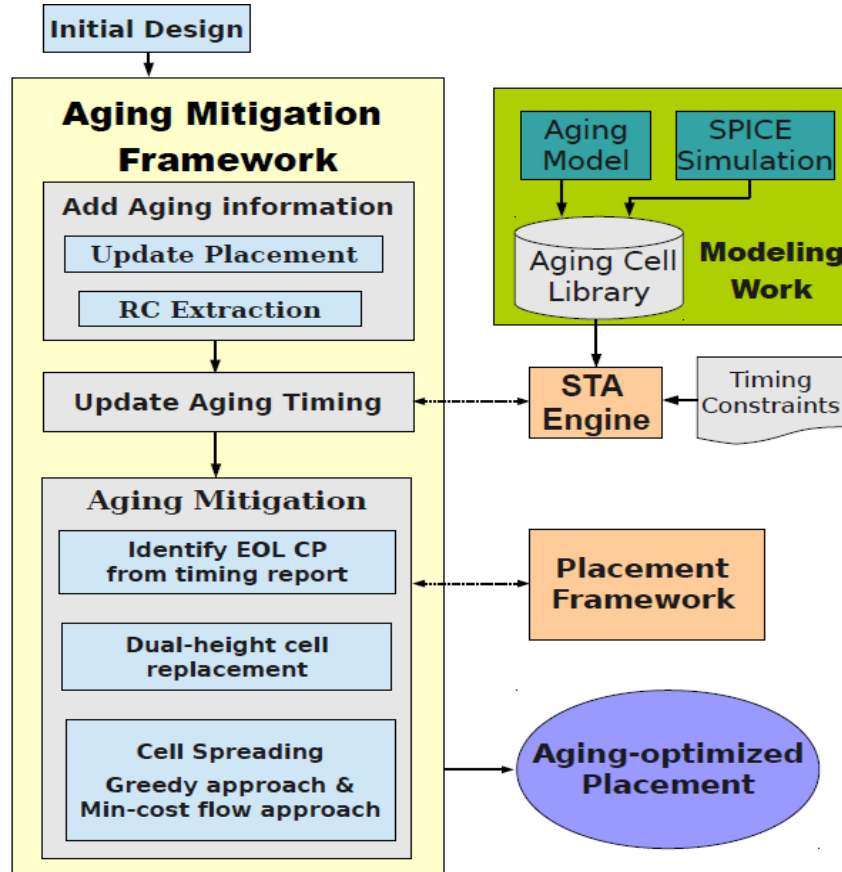 Initial Design
Aging Mitigation
Framework
Add Aging information
Update Placement
RC Extraction
Update Aging Timing
Aging Mitigation
Identify EOL CP
from timing report
Dual-height cell
replacement
Cell Spreading
Greedy approach &
Min-cost flow approach
Aging
Model
SPICE
Simulation
Aging Cell
Library
Modeling
Work
STA
Engine
Timing
Constraints
Placement
Framework
Aging-optimized
Placement